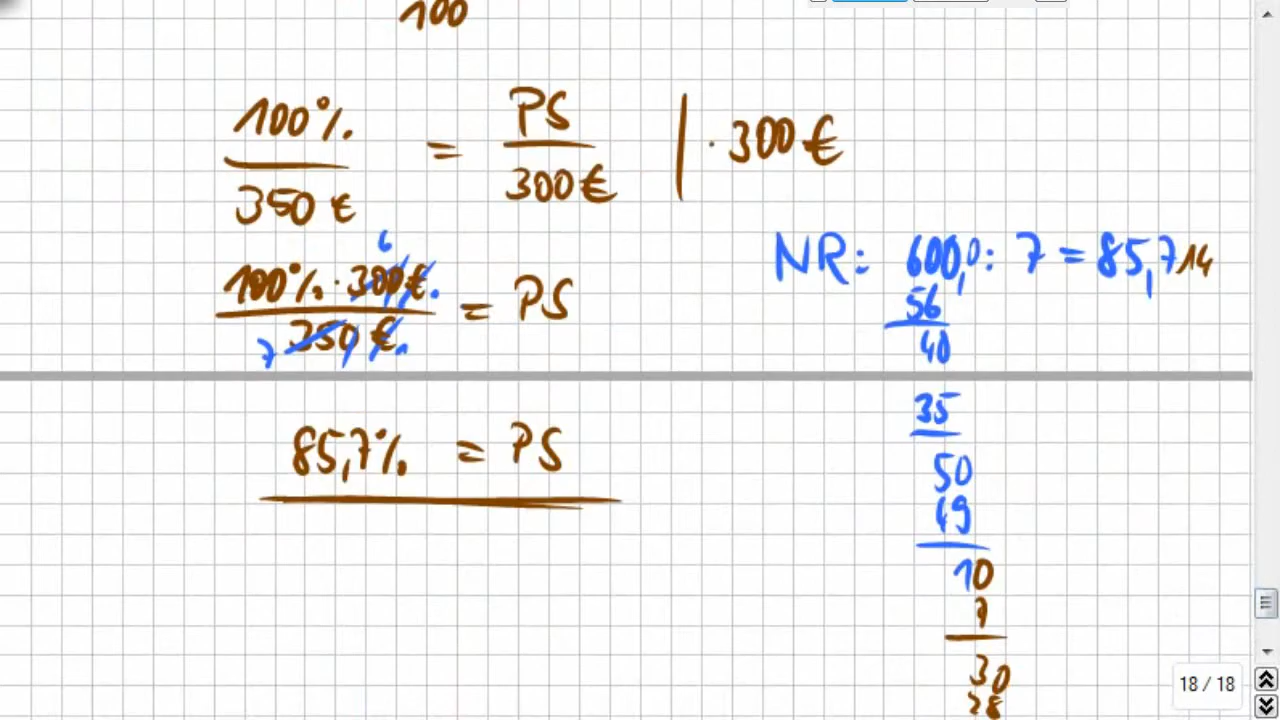 100
100% = PS | · 300 €
350 € 300 €
6
100% · 300 € = PS
7 350 €
NR: 600,0 : 7 = 85,714
56
40
35
85,7% = PS
50
49
10
7
30
28
18 / 18